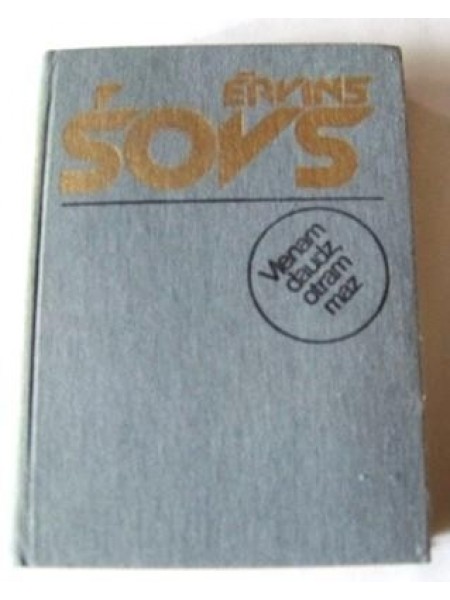 ĒRVINS
ŠOVS
Vienam
daudz,
otram
maz